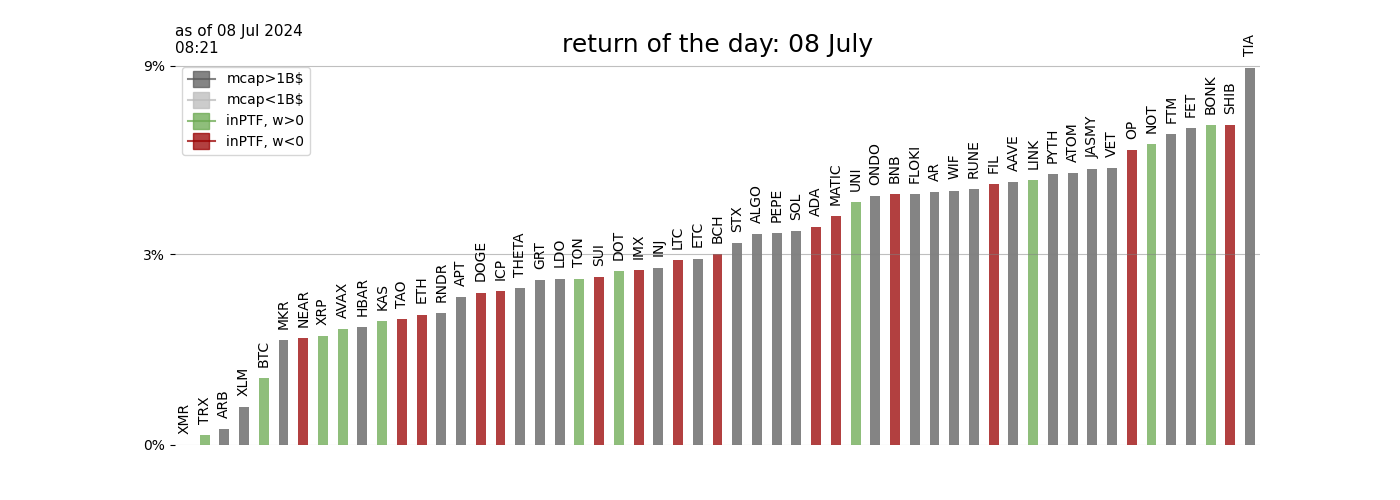 as of 08 Jul 2024
08:21
return of the day: 08 July
9%
3%
0%
mcap>1B$
mcap<1B$
inPTF, w>0
inPTF, w<0
XMR
TRX
ARB
XLM
BTC
MKR
NEAR
XRP
AVAX
HBAR
KAS
TAO
ETH
RNDR
APT
DOGE
ICP
THETA
GRT
LDO
TON
SUI
DOT
IMX
INJ
LTC
ETC
BCH
STX
ALGO
PEPE
SOL
ADA
MATIC
UNI
ONDO
BNB
FLOKI
AR
WIF
RUNE
FIL
AAVE
LINK
PYTH
ATOM
JASMY
VET
OP
NOT
FTM
FET
BONK
SHIB
TIA